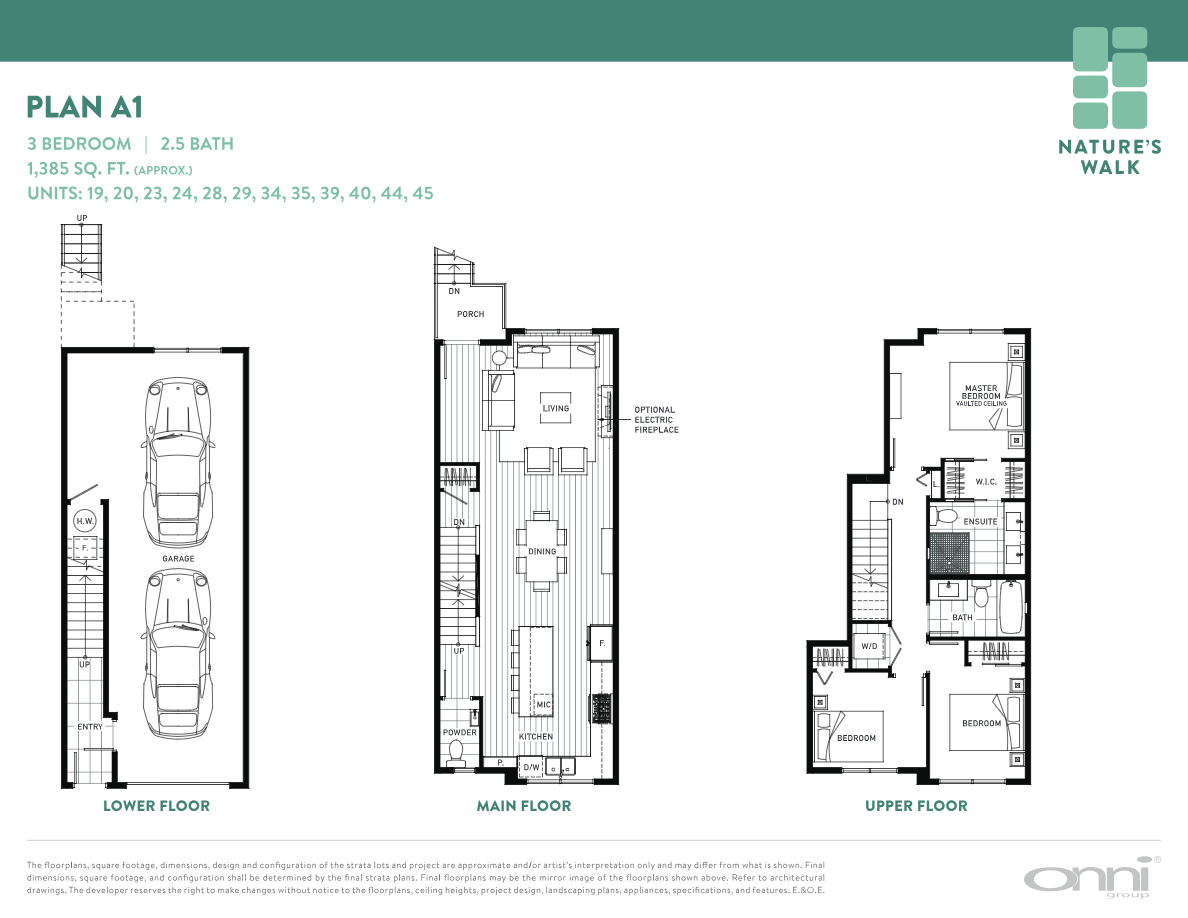 PLAN A1
3 BEDROOM | 2.5 BATH
1,385 SQ. FT. (APPROX.)
UNITS: 19, 20, 23, 24, 28, 29, 34, 35, 39, 40, 44, 45
NATURE'S
WALK
UP
H.W.
F.
GARAGE
UP
ENTRY
LOWER FLOOR
DN
PORCH
LIVING
OPTIONAL
ELECTRIC
FIREPLACE
DN
DINING
UP
F.
MIC
POWDER
KITCHEN
P.
D/W
MAIN FLOOR
MASTER
BEDROOM
VAULTED CEILING
L.
W.I.C.
DN
ENSUITE
BATH
W/D
BEDROOM
BEDROOM
UPPER FLOOR
The floorplans, square footage, dimensions, design and configuration of the strata lots and project are approximate and/or artist's interpretation only and may differ from what is shown. Final
dimensions, square footage, and configuration shall be determined by the final strata plans. Final floorplans may be the mirror image of the floorplans shown above. Refer to architectural
drawings. The developer reserves the right to make changes without notice to the floorplans, ceiling heights, project design, landscaping plans, appliances, specifications, and features. E.&O.E.
onni®
group